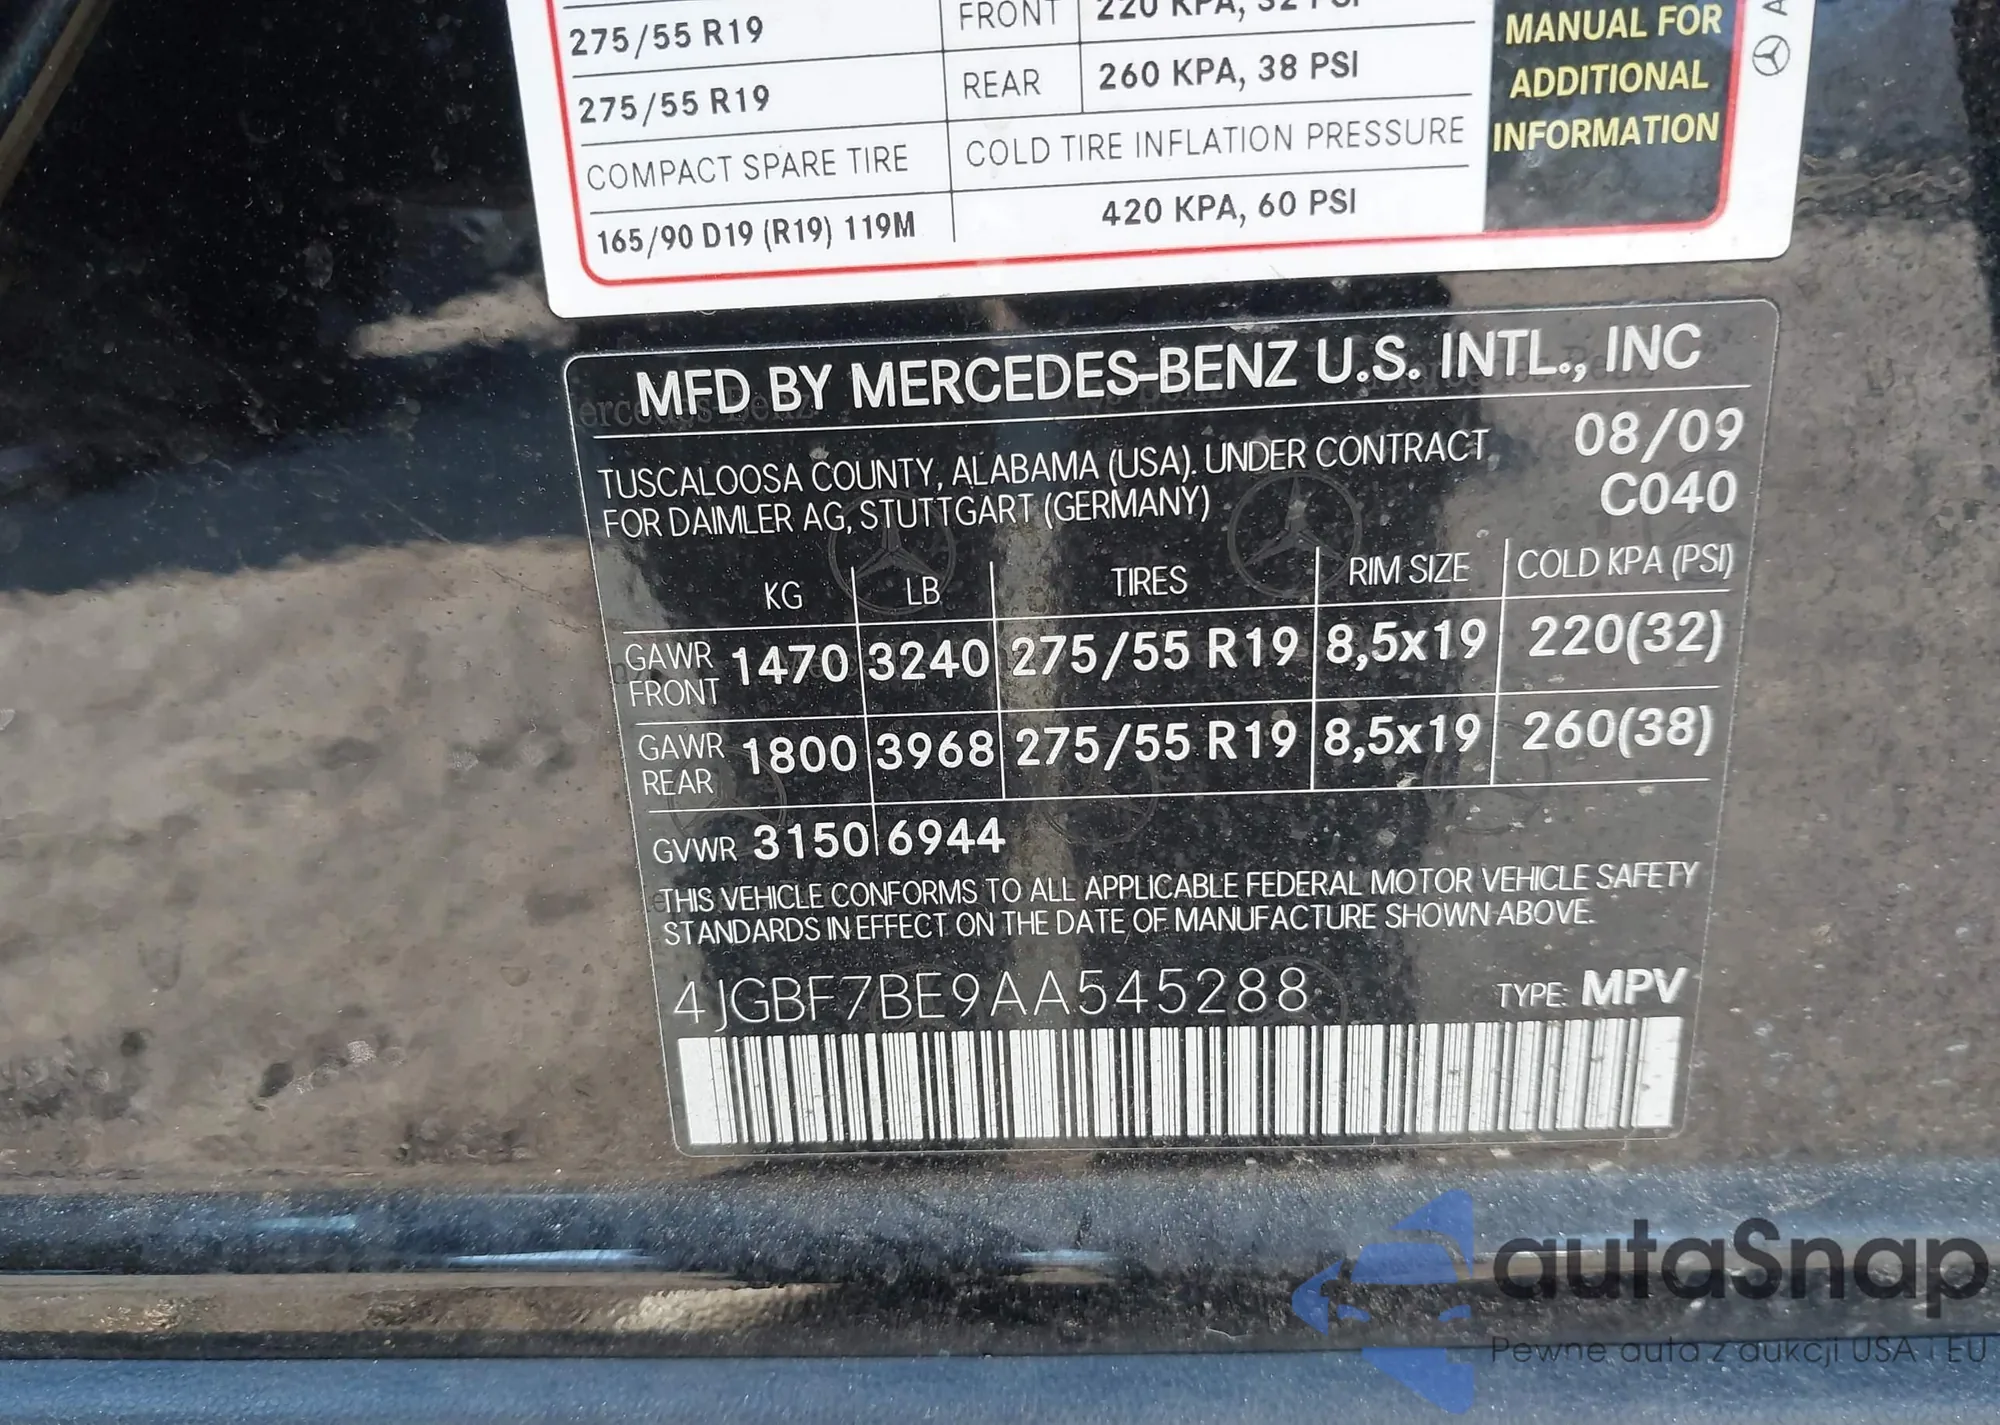 275/55 R19 FRONT 220 KPA, 32 PSI
275/55 R19 REAR 260 KPA, 38 PSI
COMPACT SPARE TIRE COLD TIRE INFLATION PRESSURE
165/90 D19 (R19) 119M 420 KPA, 60 PSI
MANUAL FOR
ADDITIONAL
INFORMATION
A
MFD BY MERCEDES-BENZ U.S. INTL., INC
TUSCALOOSA COUNTY, ALABAMA (USA). UNDER CONTRACT 08/09
FOR DAIMLER AG, STUTTGART (GERMANY) C040
KG LB TIRES RIM SIZE COLD KPA (PSI)
GAWR FRONT 1470 3240 275/55 R19 8,5x19 220(32)
GAWR REAR 1800 3968 275/55 R19 8,5x19 260(38)
GVWR 3150 6944
THIS VEHICLE CONFORMS TO ALL APPLICABLE FEDERAL MOTOR VEHICLE SAFETY
STANDARDS IN EFFECT ON THE DATE OF MANUFACTURE SHOWN ABOVE.
4JGBF7BE9AA545288 TYPE: MPV
autaSnap
Pewne auta z aukcji USA i EU